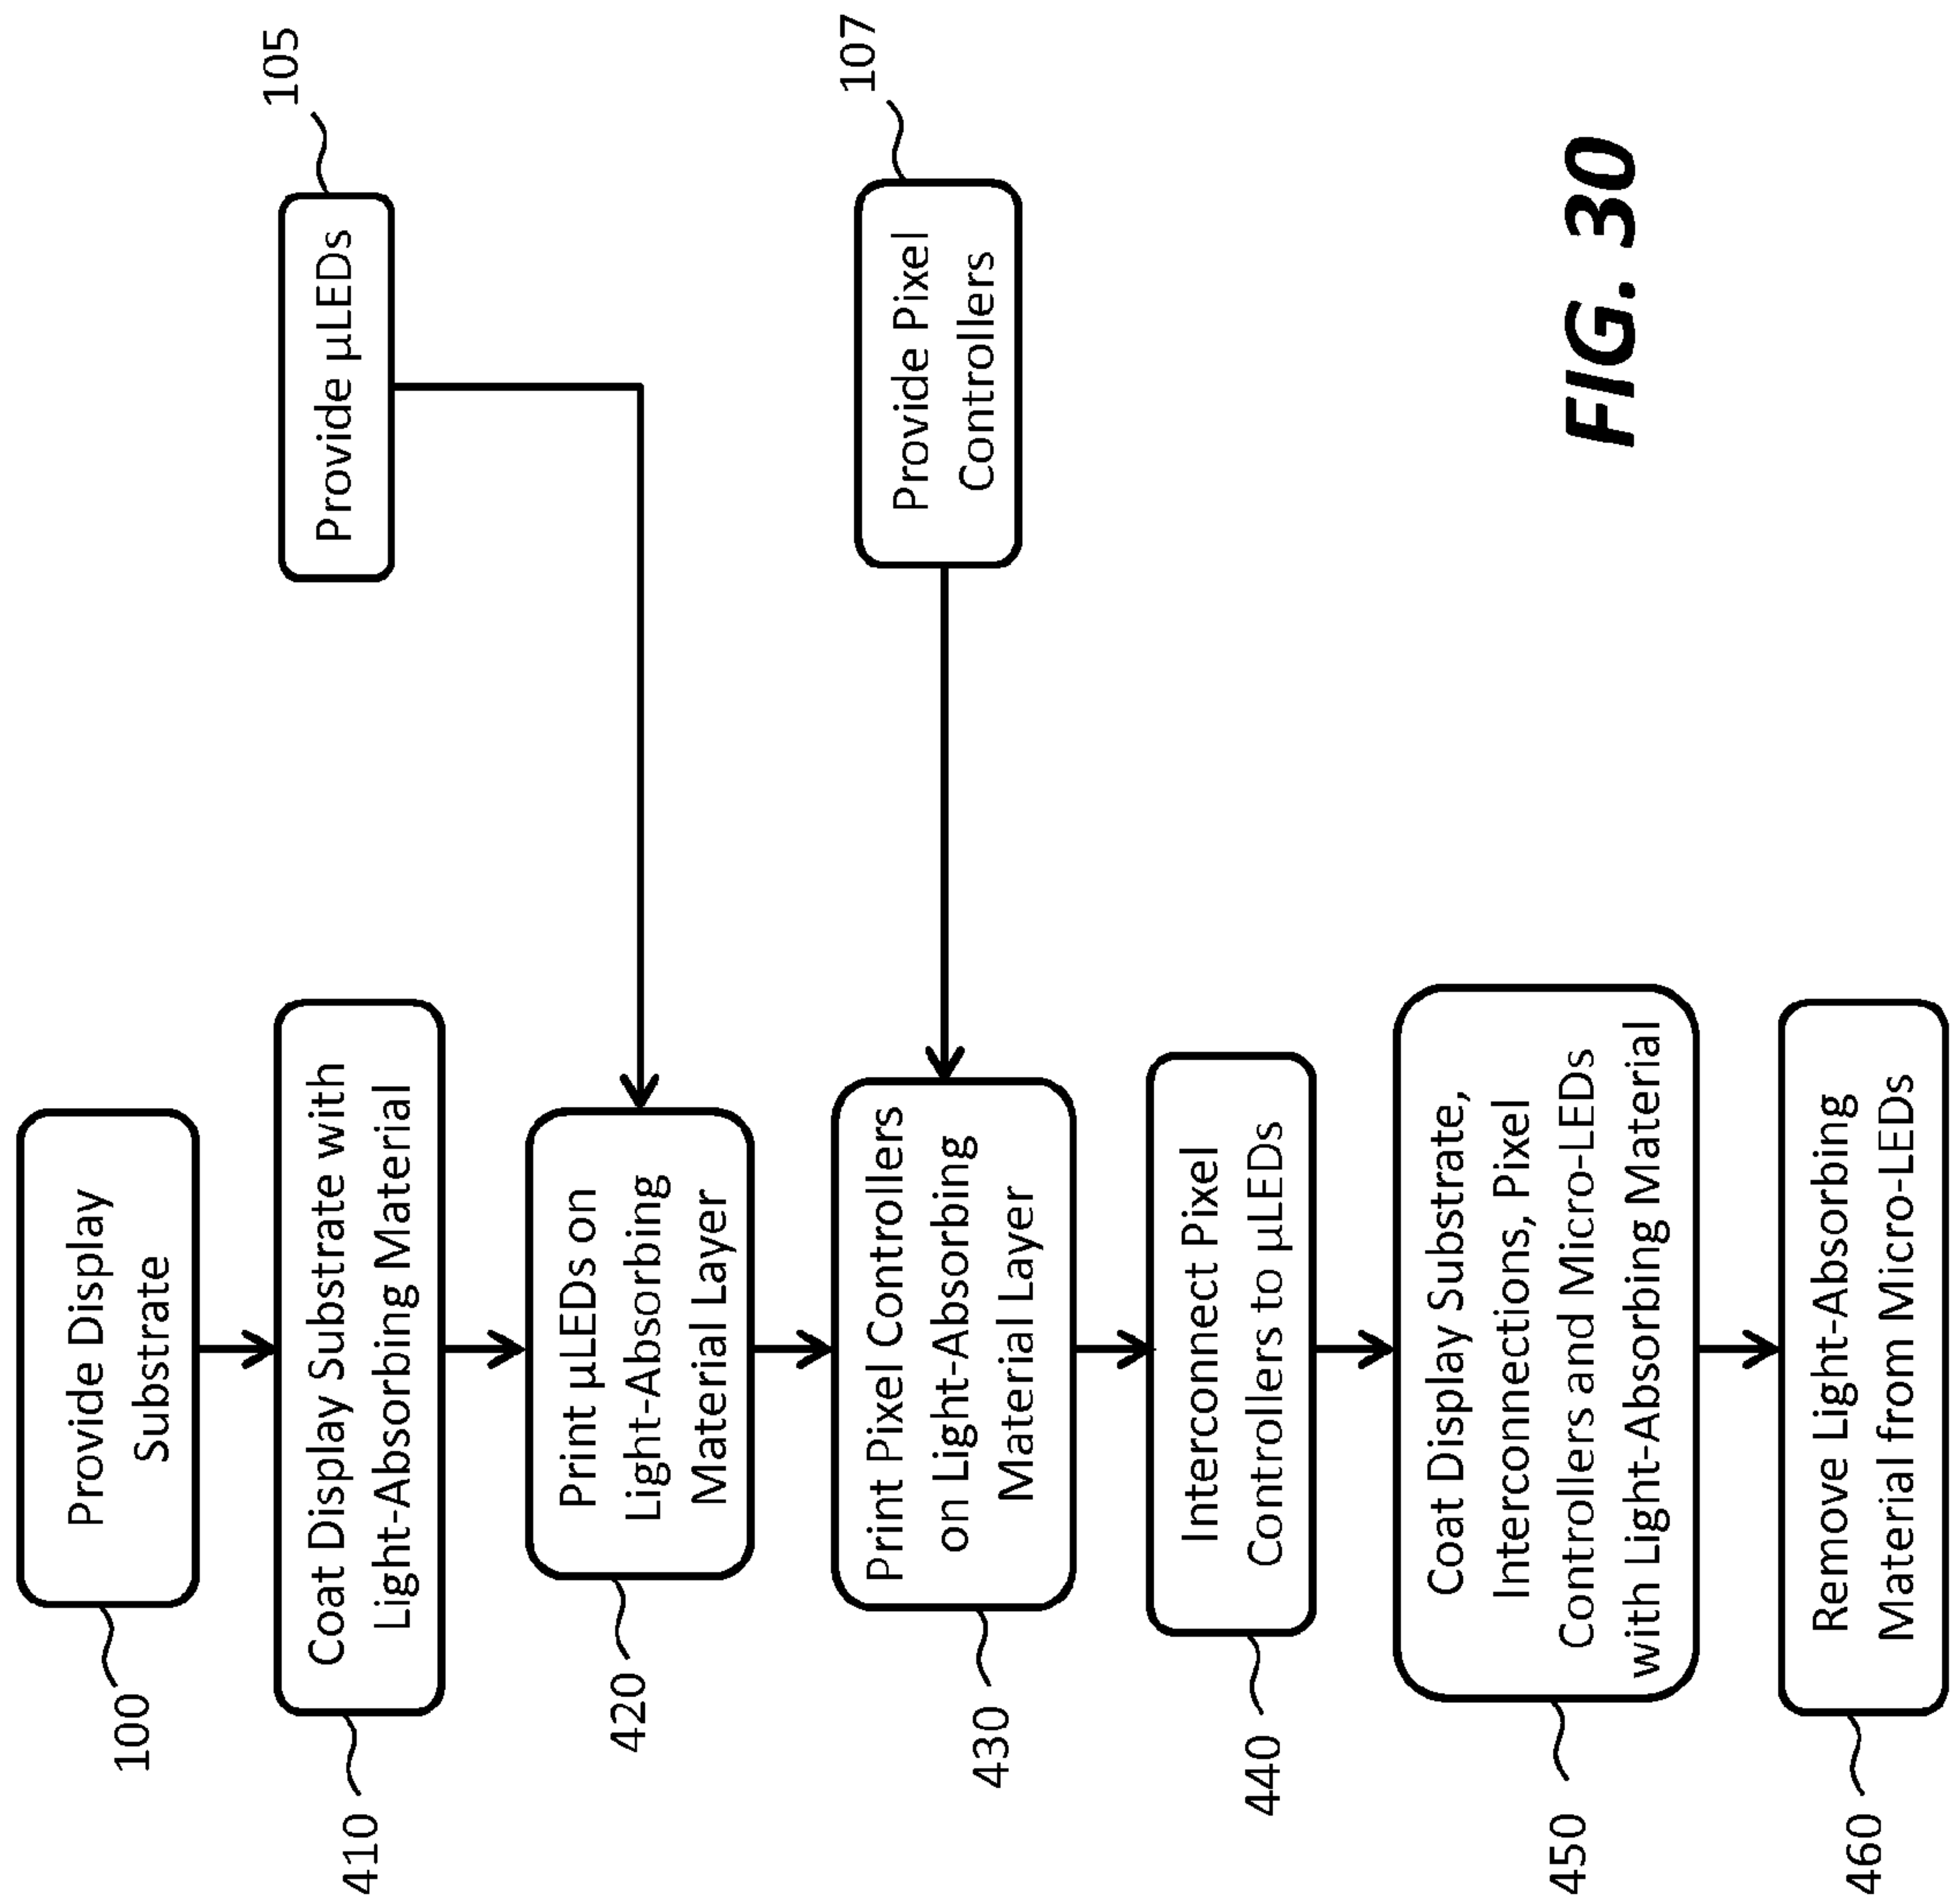 100
Provide Display
Substrate
410
Coat Display Substrate with
Light-Absorbing Material
105
Provide µLEDs
420
Print µLEDs on
Light-Absorbing
Material Layer
107
Provide Pixel
Controllers
430
Print Pixel Controllers
on Light-Absorbing
Material Layer
440
Interconnect Pixel
Controllers to µLEDs
450
Coat Display Substrate,
Interconnections, Pixel
Controllers and Micro-LEDs
with Light-Absorbing Material
460
Remove Light-Absorbing
Material from Micro-LEDs
FIG. 30